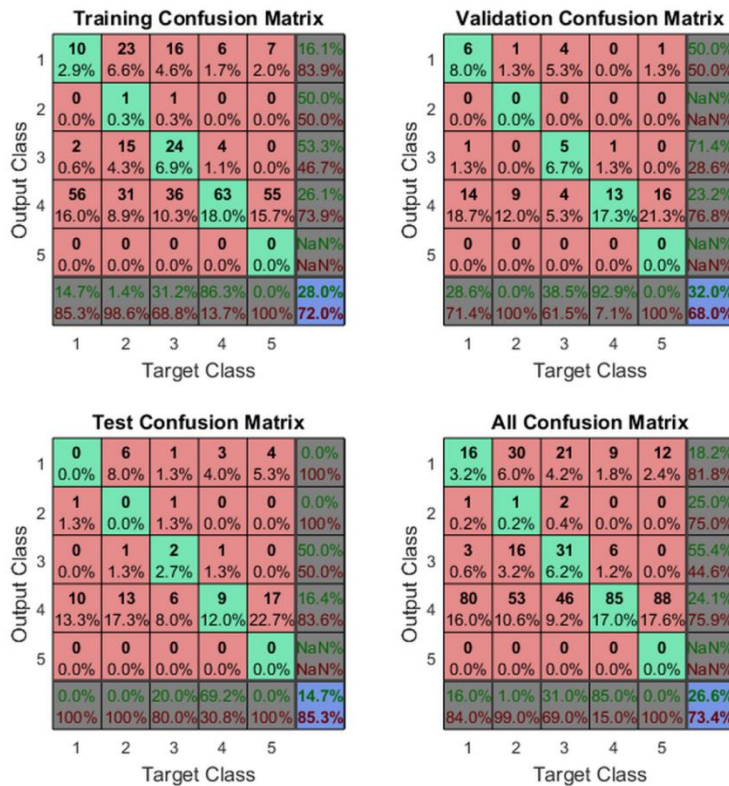 Training Confusion Matrix
Output Class
1
10 23 16 6 7 16.1%
2.9% 6.6% 4.6% 1.7% 2.0% 83.9%
2
0 1 1 0 0 50.0%
0.0% 0.3% 0.3% 0.0% 0.0% 50.0%
3
2 15 24 4 0 53.3%
0.6% 4.3% 6.9% 1.1% 0.0% 46.7%
4
56 31 36 63 55 26.1%
16.0% 8.9% 10.3% 18.0% 15.7% 73.9%
5
0 0 0 0 0 NaN%
0.0% 0.0% 0.0% 0.0% 0.0% NaN%
14.7% 1.4% 31.2% 86.3% 0.0% 28.0%
85.3% 98.6% 68.8% 13.7% 100% 72.0%
1 2 3 4 5
Target Class
Validation Confusion Matrix
Output Class
1
6 1 4 0 1 50.0%
8.0% 1.3% 5.3% 0.0% 1.3% 50.0%
2
0 0 0 0 0 NaN%
0.0% 0.0% 0.0% 0.0% 0.0% NaN%
3
1 0 5 1 0 71.4%
1.3% 0.0% 6.7% 1.3% 0.0% 28.6%
4
14 9 4 13 16 23.2%
18.7% 12.0% 5.3% 17.3% 21.3% 76.8%
5
0 0 0 0 0 NaN%
0.0% 0.0% 0.0% 0.0% 0.0% NaN%
28.6% 0.0% 38.5% 92.9% 0.0% 32.0%
71.4% 100% 61.5% 7.1% 100% 68.0%
1 2 3 4 5
Target Class
Test Confusion Matrix
Output Class
1
0 6 1 3 4 0.0%
0.0% 8.0% 1.3% 4.0% 5.3% 100%
2
1 0 1 0 0 0.0%
1.3% 0.0% 1.3% 0.0% 0.0% 100%
3
0 1 2 1 0 50.0%
0.0% 1.3% 2.7% 1.3% 0.0% 50.0%
4
10 13 6 9 17 16.4%
13.3% 17.3% 8.0% 12.0% 22.7% 83.6%
5
0 0 0 0 0 NaN%
0.0% 0.0% 0.0% 0.0% 0.0% NaN%
0.0% 0.0% 20.0% 69.2% 0.0% 14.7%
100% 100% 80.0% 30.8% 100% 85.3%
1 2 3 4 5
Target Class
All Confusion Matrix
Output Class
1
16 30 21 9 12 18.2%
3.2% 6.0% 4.2% 1.8% 2.4% 81.8%
2
1 1 2 0 0 25.0%
0.2% 0.2% 0.4% 0.0% 0.0% 75.0%
3
3 16 31 6 0 55.4%
0.6% 3.2% 6.2% 1.2% 0.0% 44.6%
4
80 53 46 85 88 24.1%
16.0% 10.6% 9.2% 17.0% 17.6% 75.9%
5
0 0 0 0 0 NaN%
0.0% 0.0% 0.0% 0.0% 0.0% NaN%
16.0% 1.0% 31.0% 85.0% 0.0% 26.6%
84.0% 99.0% 69.0% 15.0% 100% 73.4%
1 2 3 4 5
Target Class